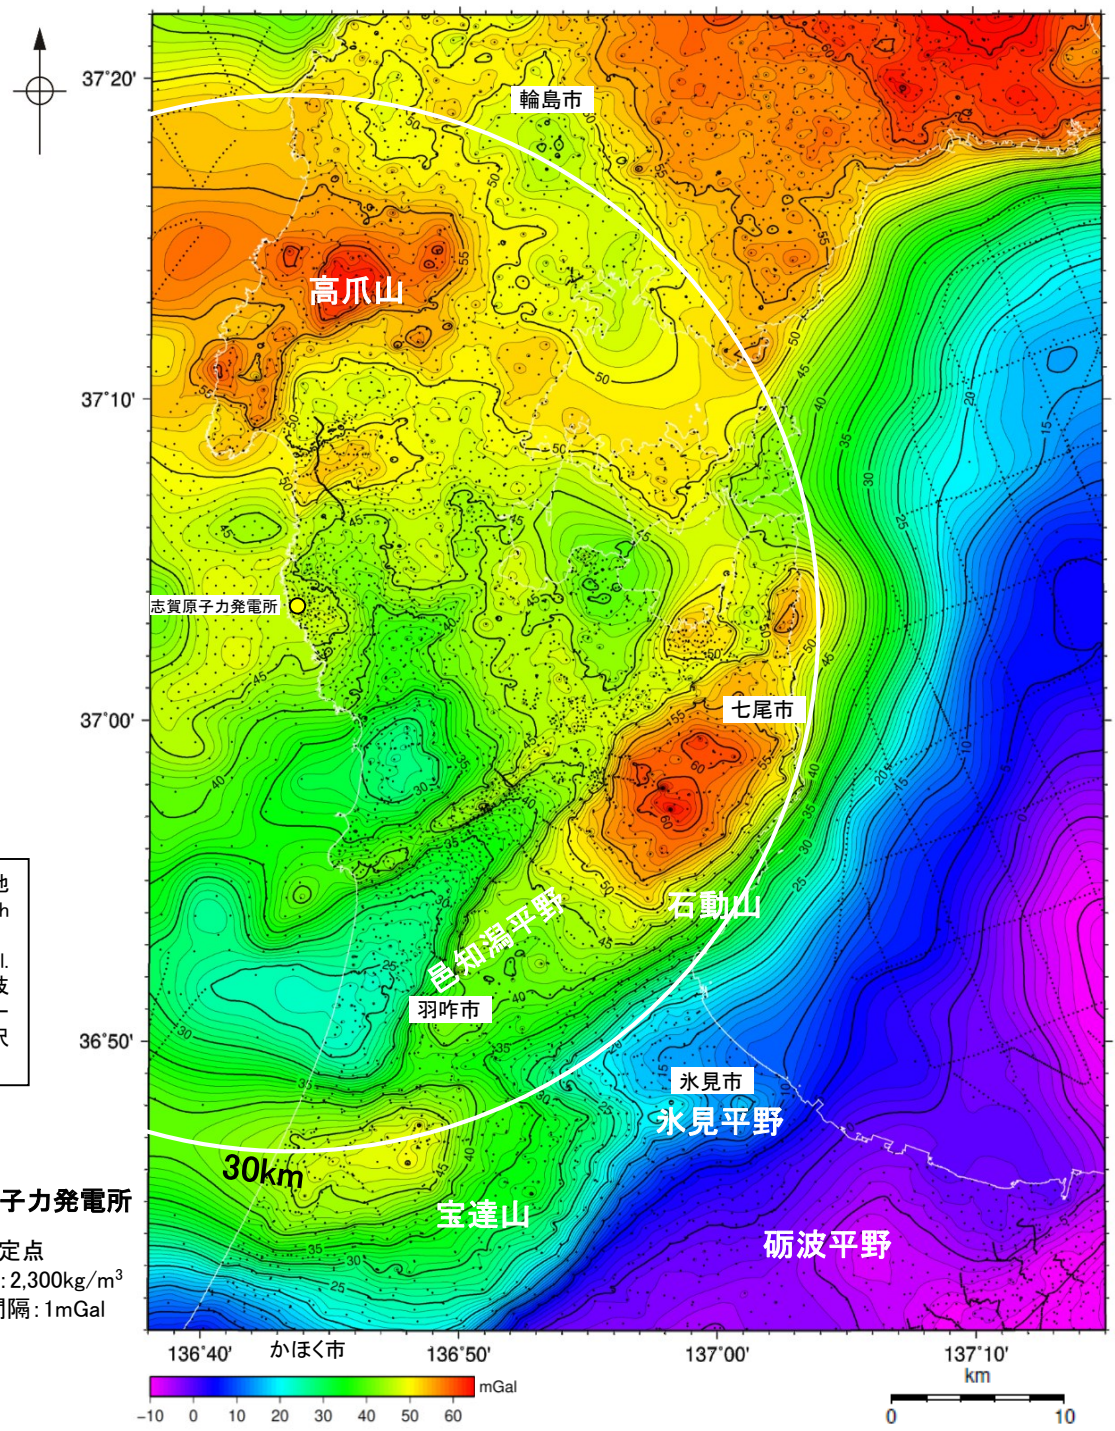 37°20'
37°10'
37°00'
36°50'
輪島市
高爪山
志賀原子力発電所
七尾市
石動山
邑知潟平野
羽咋市
氷見市
氷見平野
30km
宝達山
砺波平野
地
h
l.
技
ー
沢
子力発電所
定点
:2,300kg/m³
間隔:1mGal
136°40'
かほく市
136°50'
137°00'
137°10'
mGal
−10 0 10 20 30 40 50 60
km
0 10